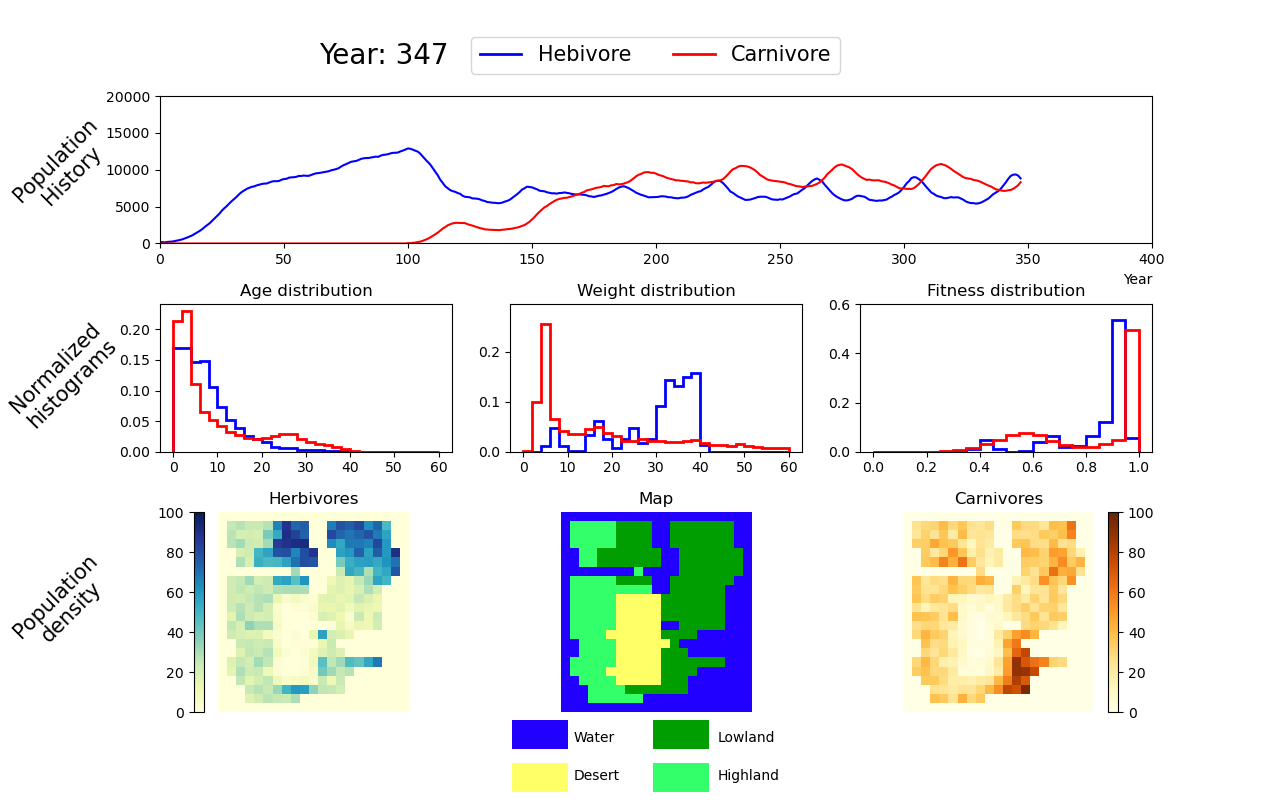 Year: 347
Hebivore
Carnivore
Population
History
20000
15000
10000
5000
0
0 50 100 150 200 250 300 350 400
Year
Normalized
histograms
Age distribution
0.20
0.15
0.10
0.05
0.00
0 10 20 30 40 50 60
Weight distribution
0.2
0.1
0.0
0 10 20 30 40 50 60
Fitness distribution
0.6
0.4
0.2
0.0
0.0 0.2 0.4 0.6 0.8 1.0
Population
density
Herbivores
100
80
60
40
20
0
Map
Carnivores
100
80
60
40
20
0
Water
Lowland
Desert
Highland